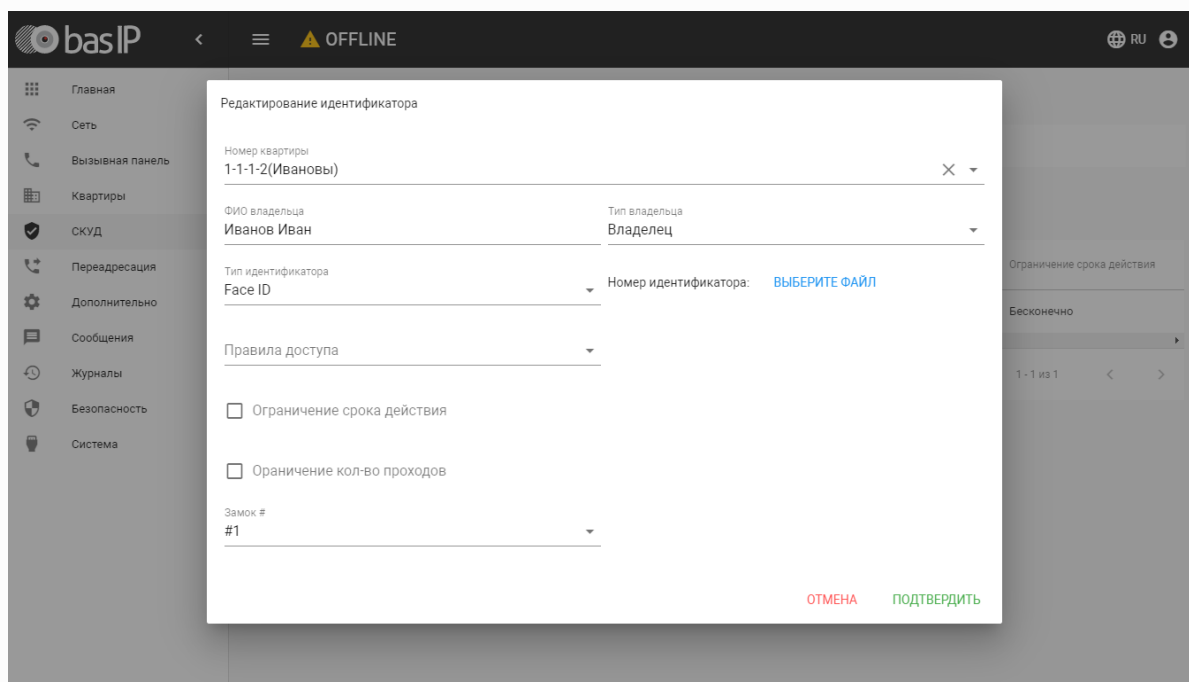 bas IP
OFFLINE
RU
Главная
Сеть
Вызывная панель
Квартиры
СКУД
Переадресация
Дополнительно
Сообщения
Журналы
Безопасность
Система
Редактирование идентификатора
Номер квартиры
1-1-1-2(Ивановы)
ФИО владельца
Иванов Иван
Тип владельца
Владелец
Тип идентификатора
Face ID
Номер идентификатора: ВЫБЕРИТЕ ФАЙЛ
Правила доступа
Ограничение срока действия
Ораничение кол-во проходов
Замок #
#1
ОТМЕНА ПОДТВЕРДИТЬ
Ограничение срока действия
Бесконечно
1 - 1 из 1